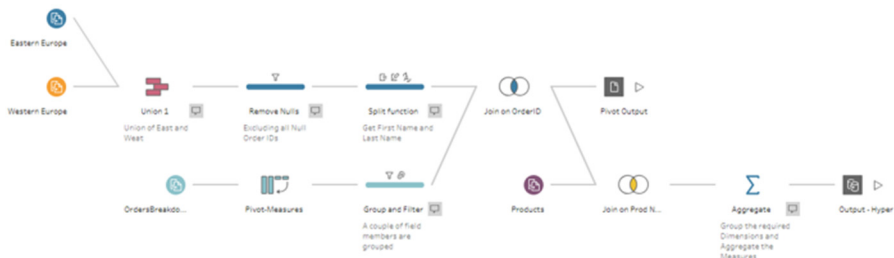 Eastern Europe
Western Europe
Union 1
Union of East and
West
Remove Nulls
Excluding all Null
Order IDs
Split function
Get First Name and
Last Name
Join on OrderID
Pivot Output
OrdersBreakdo...
Pivot-Measures
Group and Filter
A couple of field
members are
grouped
Products
Join on Prod N...
Aggregate
Group the required
Dimensions and
Aggregate the
Measures
Output - Hyper